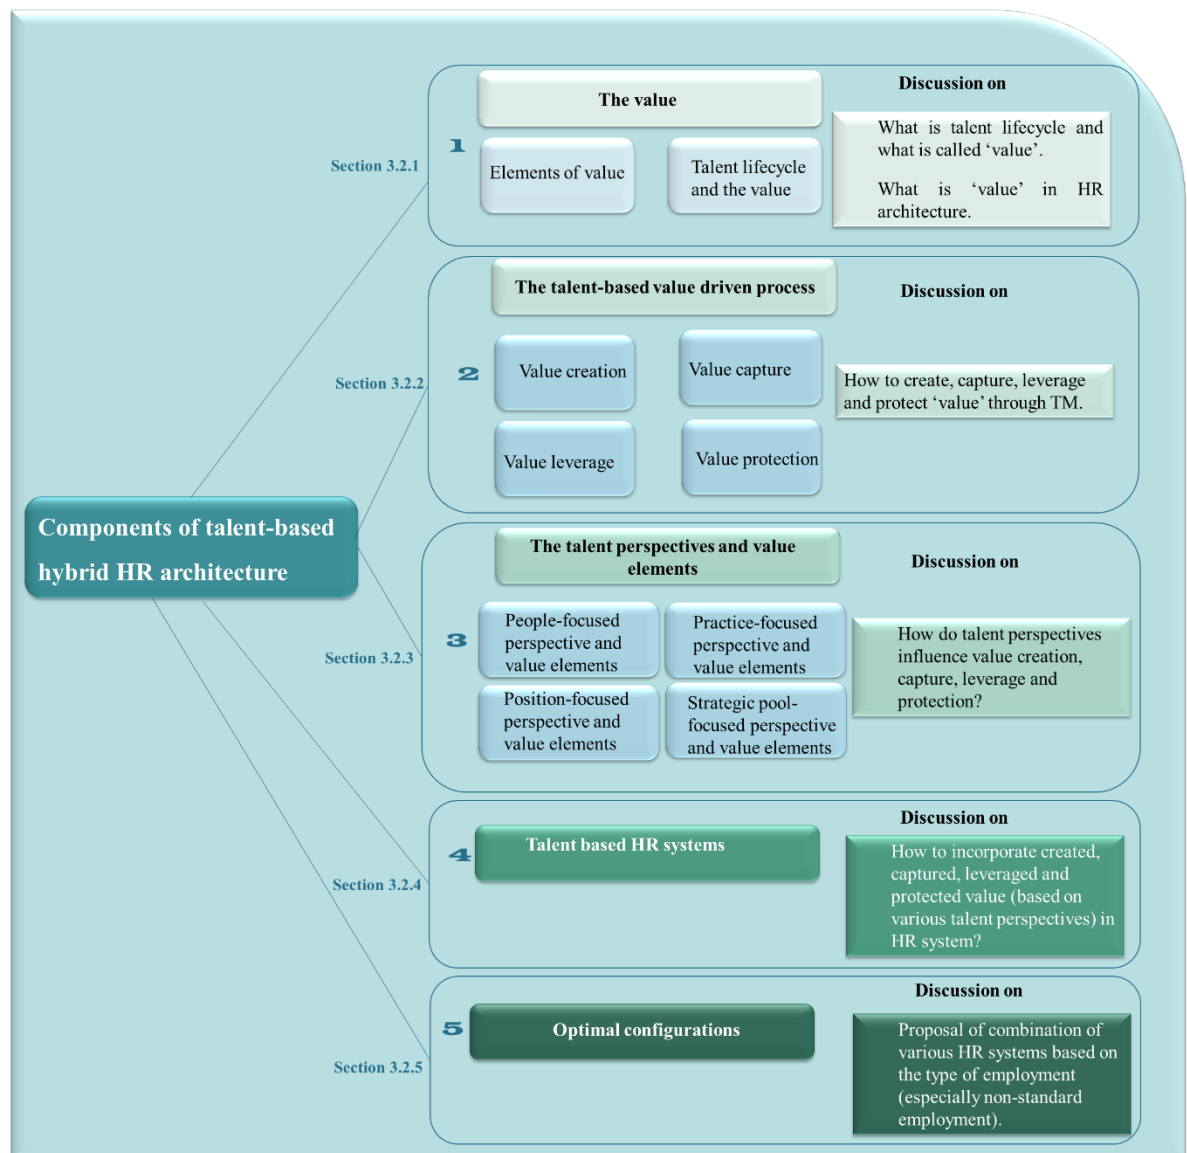 Components of talent-based
hybrid HR architecture
Section 3.2.1
1
The value
Elements of value
Talent lifecycle
and the value
Discussion on
What is talent lifecycle and
what is called ‘value’.
What is ‘value’ in HR
architecture.
Section 3.2.2
2
The talent-based value driven process
Value creation
Value capture
Value leverage
Value protection
Discussion on
How to create, capture, leverage
and protect ‘value’ through TM.
Section 3.2.3
3
The talent perspectives and value
elements
People-focused
perspective and
value elements
Practice-focused
perspective and
value elements
Position-focused
perspective and
value elements
Strategic pool-
focused perspective
and value elements
Discussion on
How do talent perspectives
influence value creation,
capture, leverage and
protection?
Section 3.2.4
4
Talent based HR systems
Discussion on
How to incorporate created,
captured, leveraged and
protected value (based on
various talent perspectives) in
HR system?
Section 3.2.5
5
Optimal configurations
Discussion on
Proposal of combination of
various HR systems based on
the type of employment
(especially non-standard
employment).